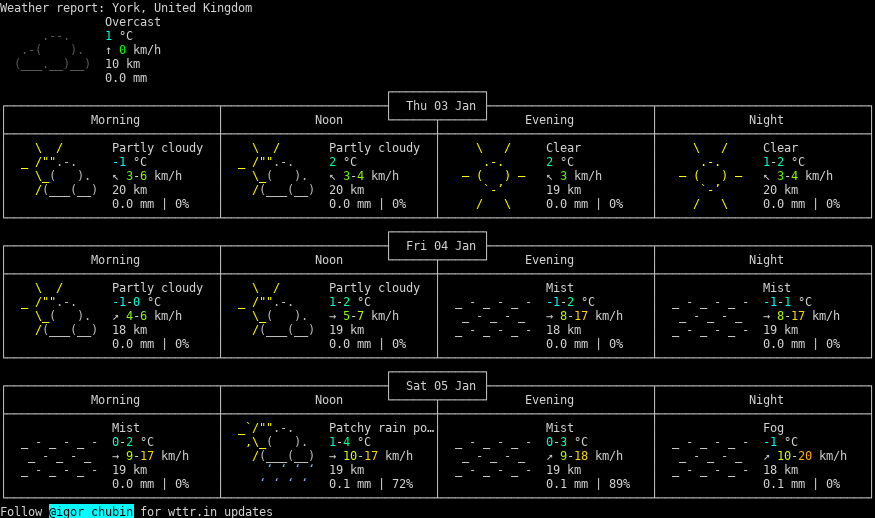 Weather report: York, United Kingdom
Overcast
1 °C
↑ 0 km/h
10 km
0.0 mm
Thu 03 Jan
Morning Noon Evening Night
Partly cloudy Partly cloudy Clear Clear
-1 °C 2 °C 2 °C 1-2 °C
↖ 3-6 km/h ↖ 3-4 km/h ↖ 3 km/h ↖ 3-4 km/h
20 km 20 km 19 km 20 km
0.0 mm | 0% 0.0 mm | 0% 0.0 mm | 0% 0.0 mm | 0%
Fri 04 Jan
Morning Noon Evening Night
Partly cloudy Partly cloudy Mist Mist
-1-0 °C 1-2 °C -1-2 °C -1-1 °C
↗ 4-6 km/h → 5-7 km/h → 8-17 km/h → 8-17 km/h
18 km 19 km 18 km 19 km
0.0 mm | 0% 0.0 mm | 0% 0.0 mm | 0% 0.0 mm | 0%
Sat 05 Jan
Morning Noon Evening Night
Mist Patchy rain po… Mist Fog
0-2 °C 1-4 °C 0-3 °C -1 °C
→ 9-17 km/h → 10-17 km/h ↗ 9-18 km/h ↗ 10-20 km/h
19 km 19 km 19 km 18 km
0.0 mm | 0% 0.1 mm | 72% 0.1 mm | 89% 0.1 mm | 0%
Follow @igor_chubin for wttr.in updates